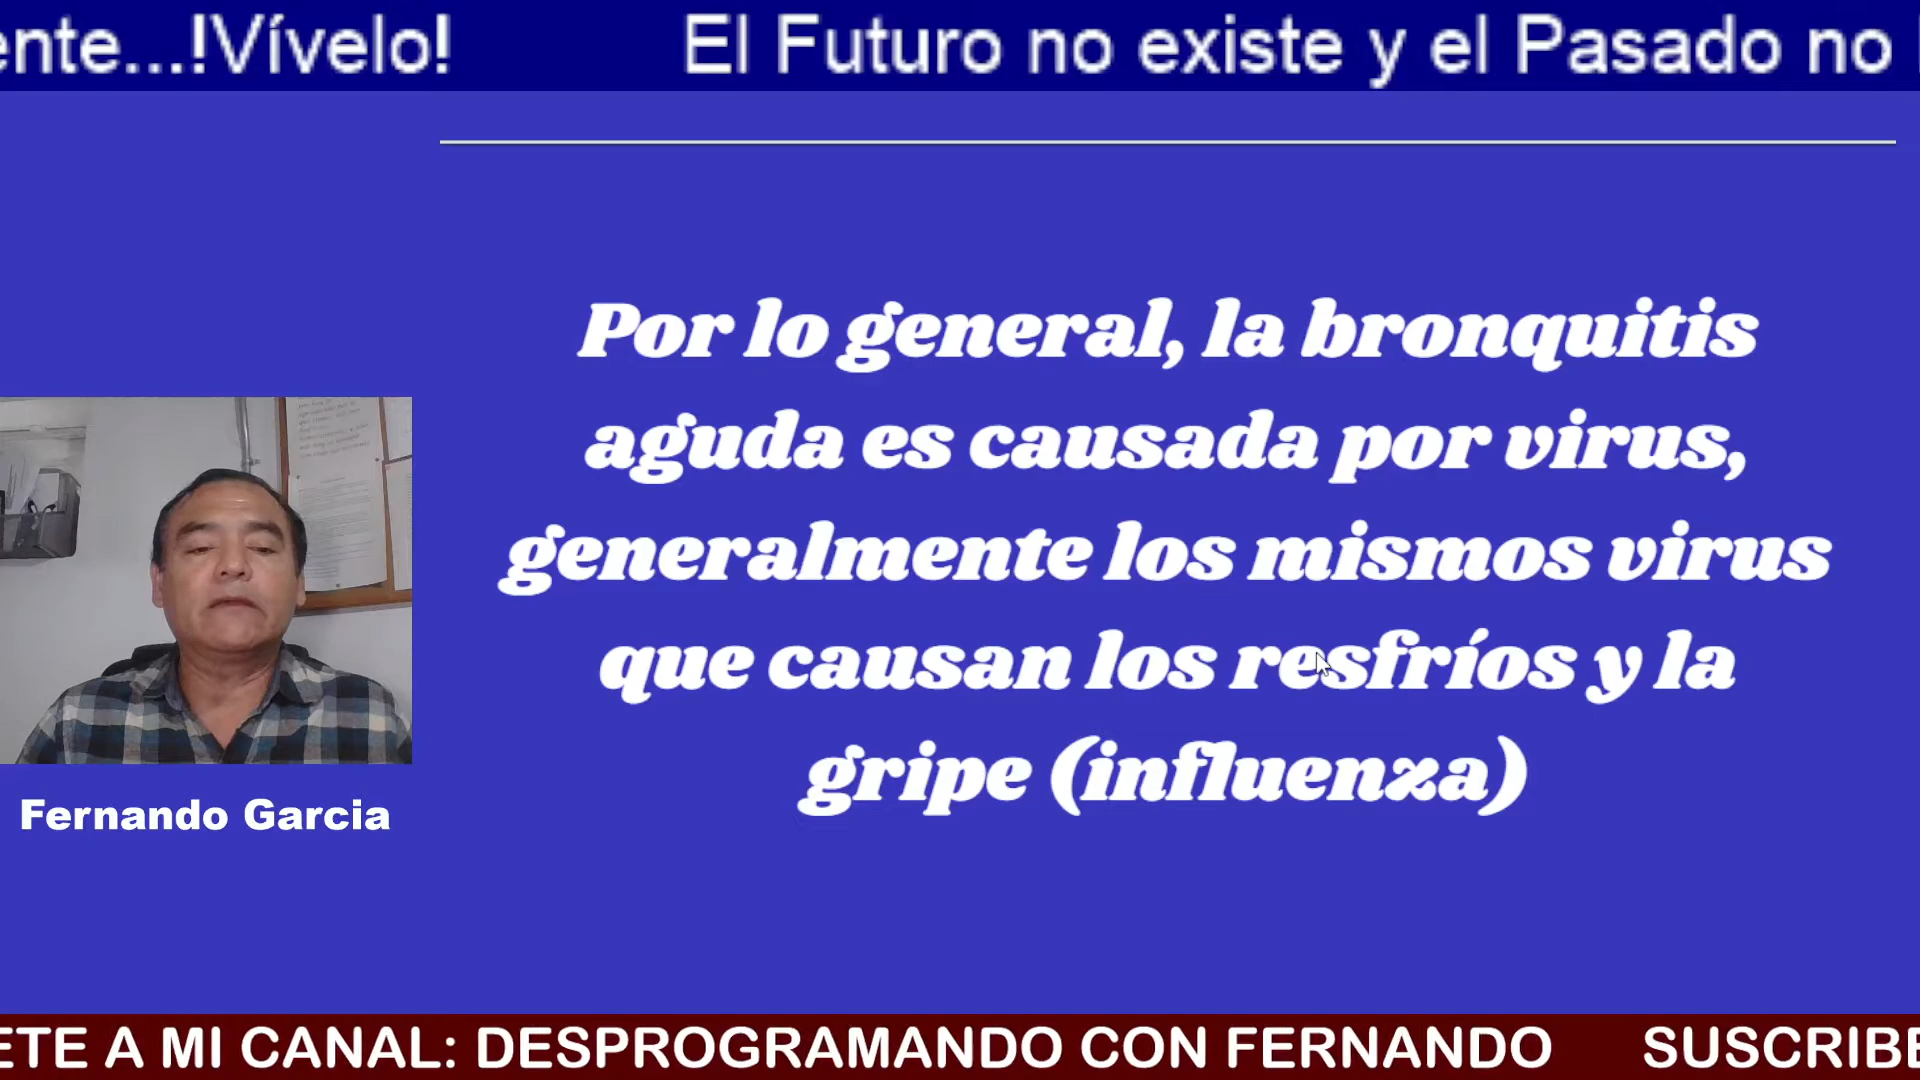 ente...!Vívelo! El Futuro no existe y el Pasado no
Por lo general, la bronquitis
aguda es causada por virus,
generalmente los mismos virus
que causan los resfríos y la
gripe (influenza)
Fernando Garcia
ETE A MI CANAL: DESPROGRAMANDO CON FERNANDO SUSCRIBE